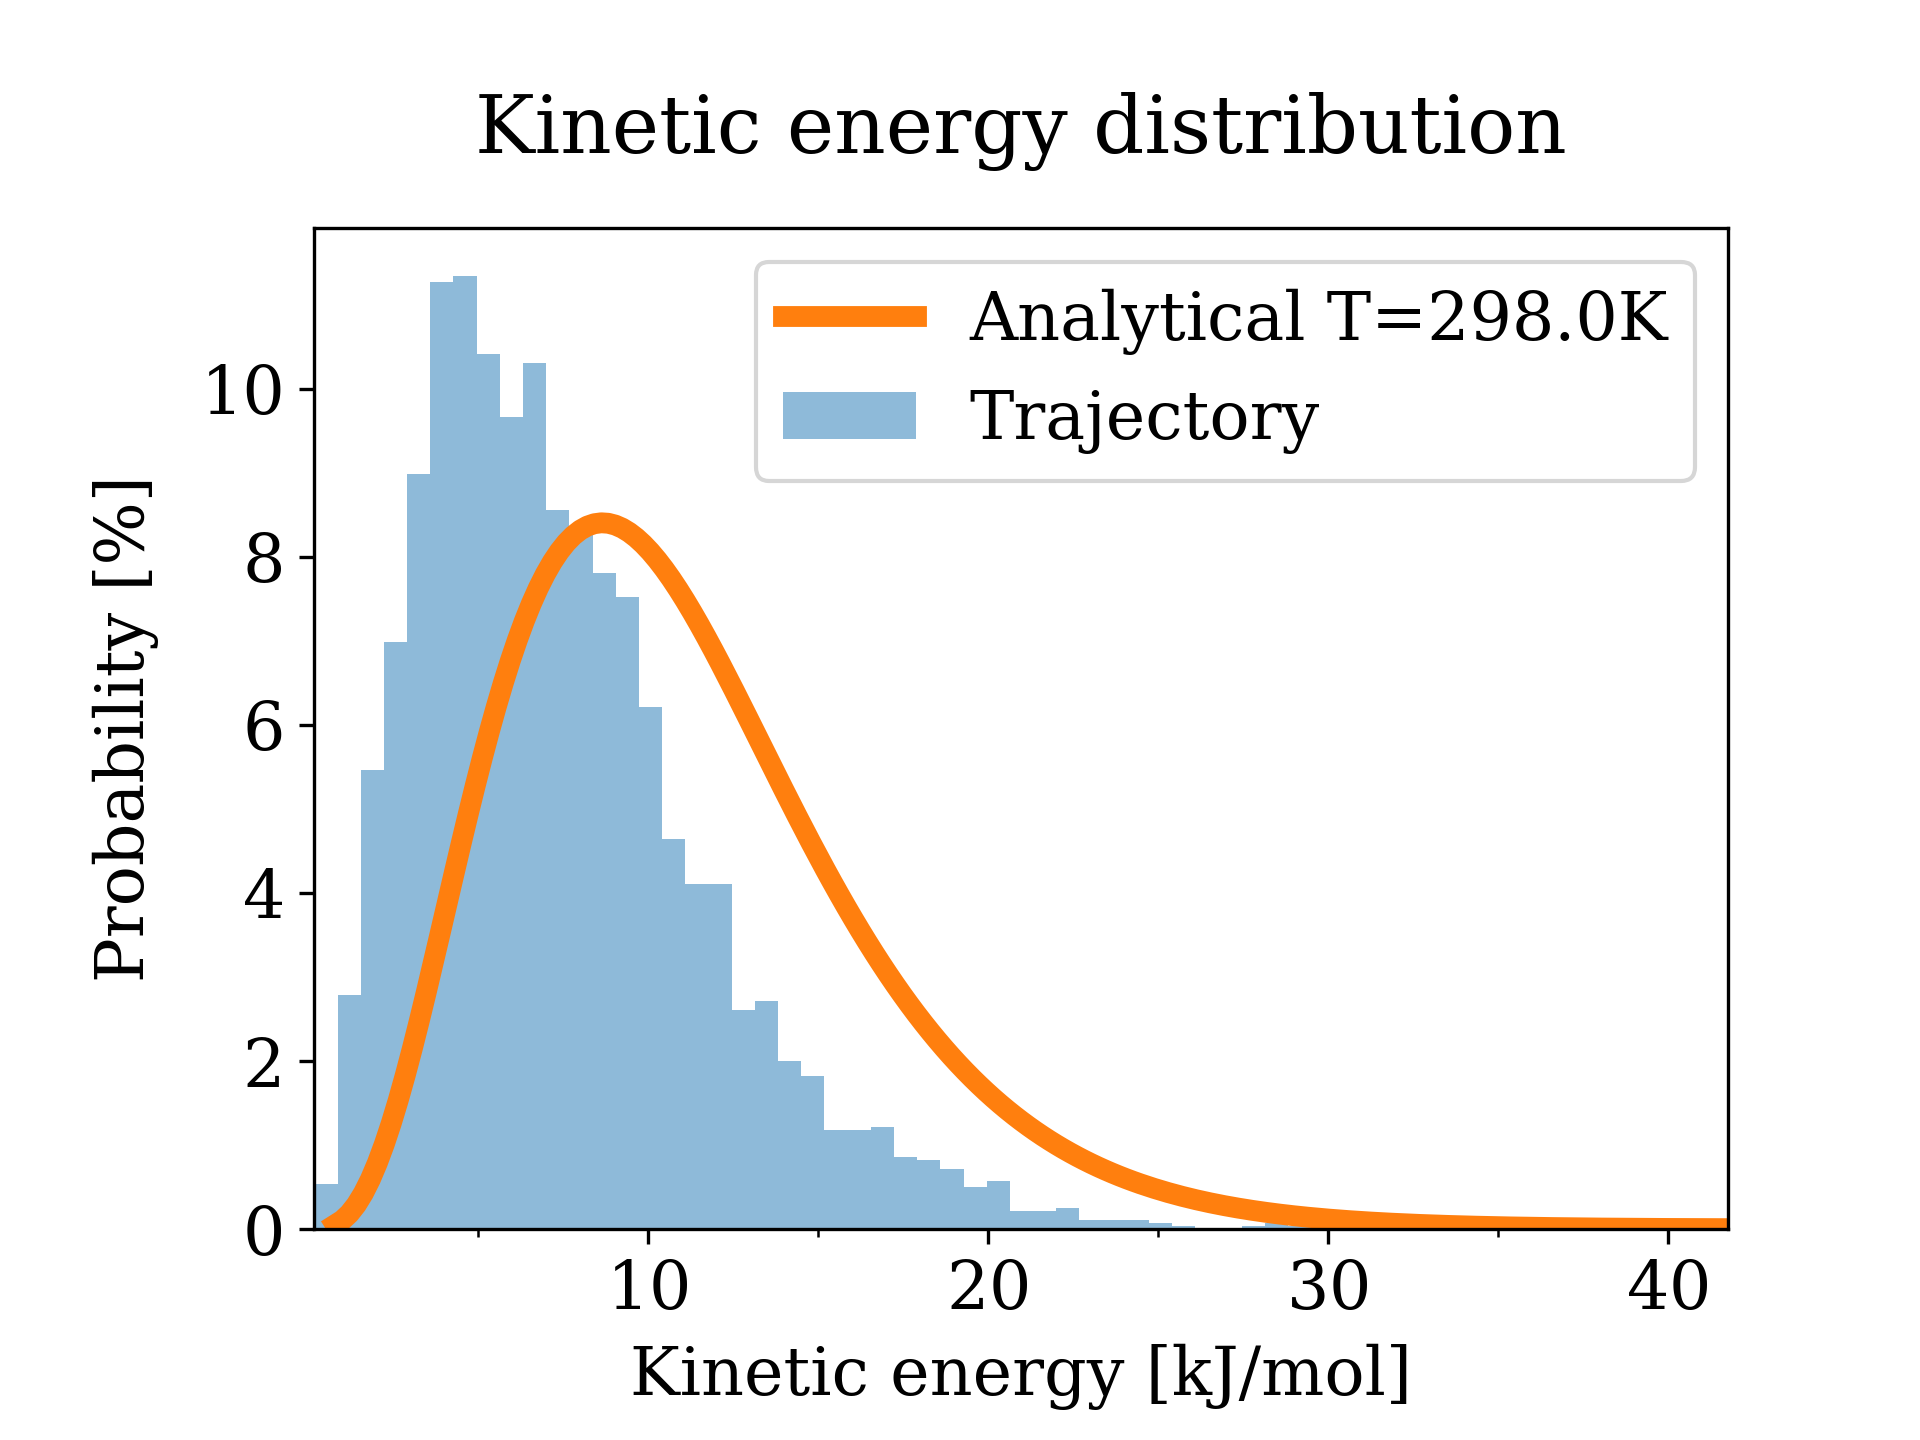 Kinetic energy distribution
Analytical T=298.0K
Trajectory
Probability [%]
10
8
6
4
2
0
10 20 30 40
Kinetic energy [kJ/mol]